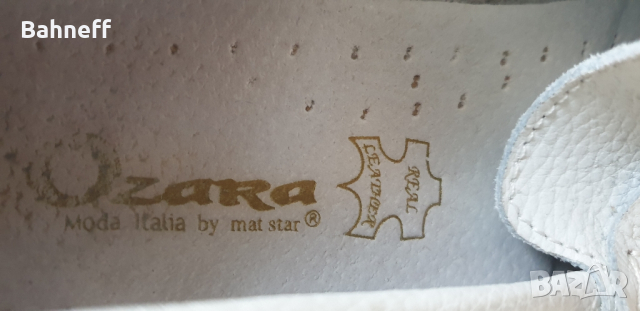 Bahneff
Ozara
Moda Italia by mat star®
LEATHER
REAL
BAZAR